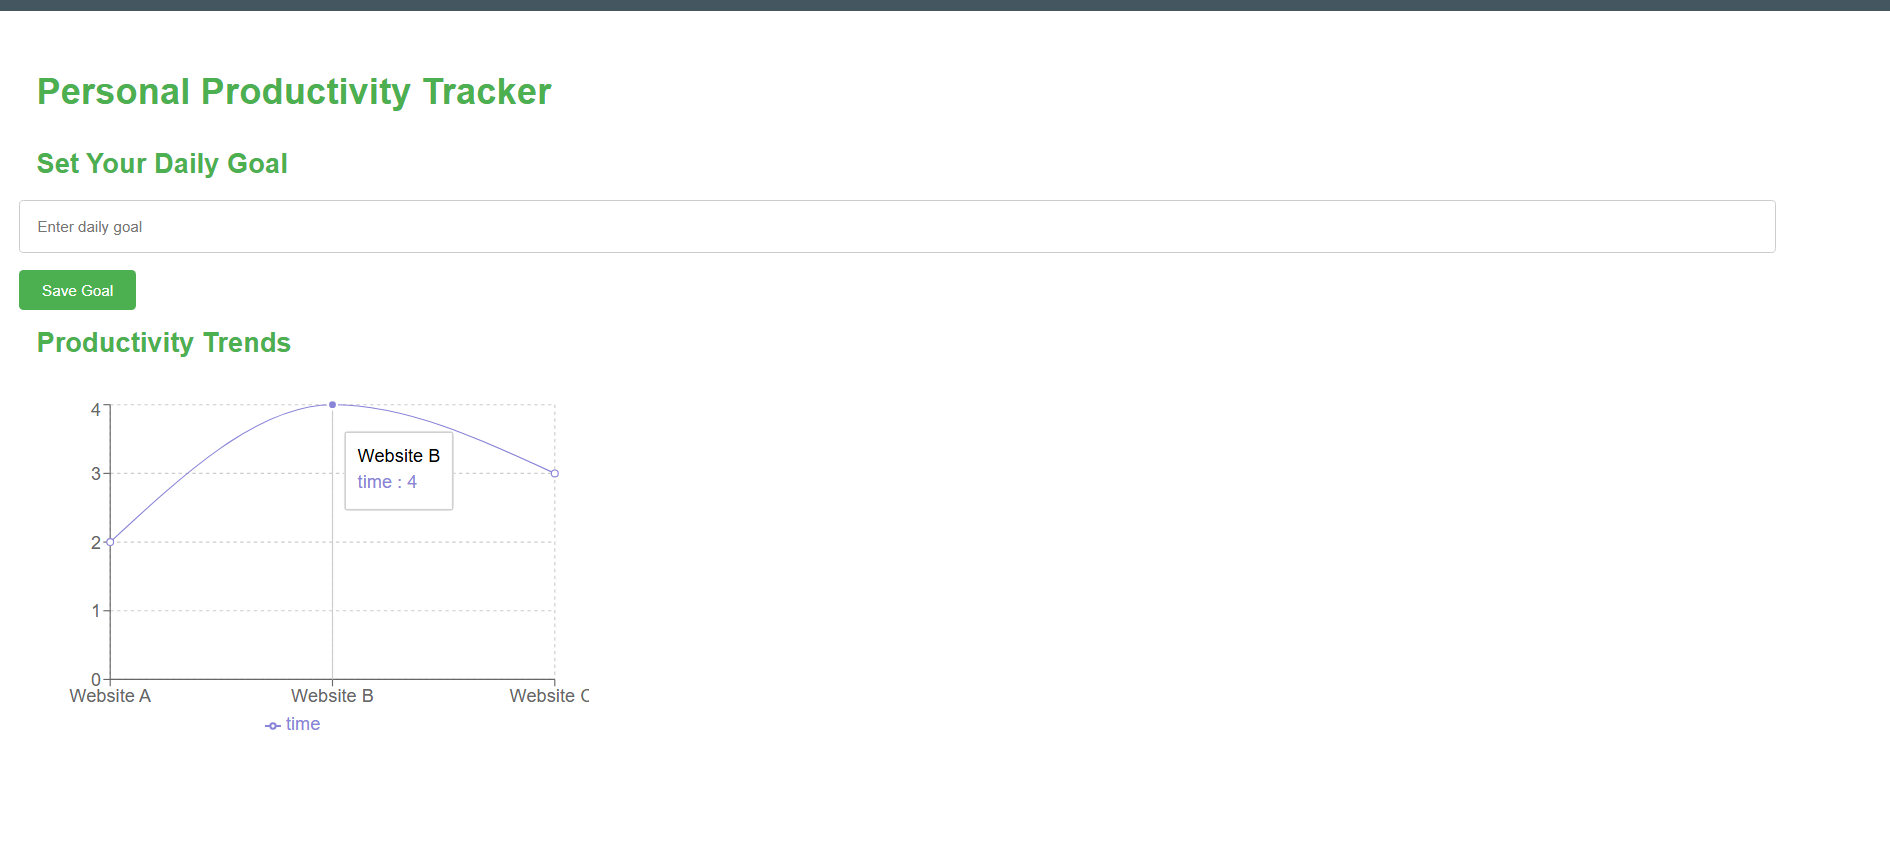 Personal Productivity Tracker
Set Your Daily Goal
Enter daily goal
Save Goal
Productivity Trends
4
3
2
1
0
Website B
time : 4
Website A
Website B
Website C
time